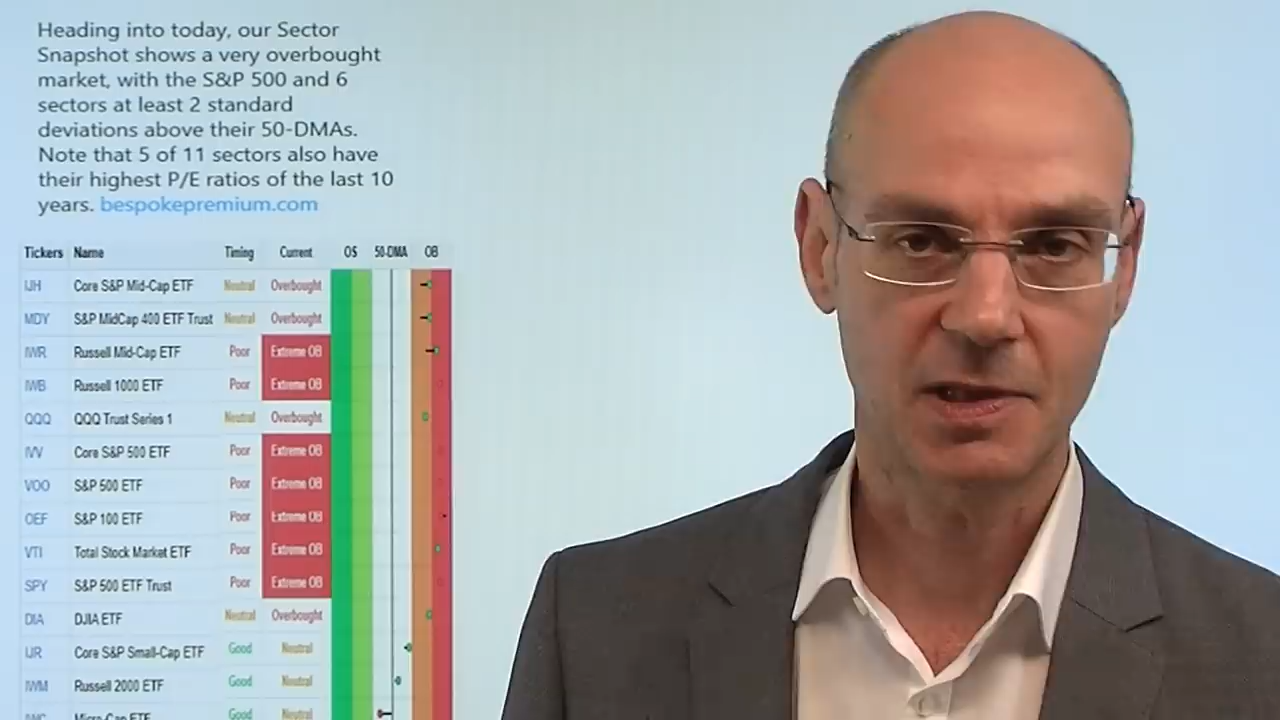 Heading into today, our Sector
Snapshot shows a very overbought
market, with the S&P 500 and 6
sectors at least 2 standard
deviations above their 50-DMAs.
Note that 5 of 11 sectors also have
their highest P/E ratios of the last 10
years. bespokepremium.com
Tickers Name Timing Current OS 50-DMA OB
IJH Core S&P Mid-Cap ETF Neutral Overbought
MDY S&P MidCap 400 ETF Trust Neutral Overbought
IWR Russell Mid-Cap ETF Poor Extreme OB
IWB Russell 1000 ETF Poor Extreme OB
QQQ QQQ Trust Series 1 Neutral Overbought
IVV Core S&P 500 ETF Poor Extreme OB
VOO S&P 500 ETF Poor Extreme OB
OEF S&P 100 ETF Poor Extreme OB
VTI Total Stock Market ETF Poor Extreme OB
SPY S&P 500 ETF Trust Poor Extreme OB
DIA DJIA ETF Neutral Overbought
IJR Core S&P Small-Cap ETF Good Neutral
IWM Russell 2000 ETF Good Neutral
IWC Micro-Cap ETF Good Neutral